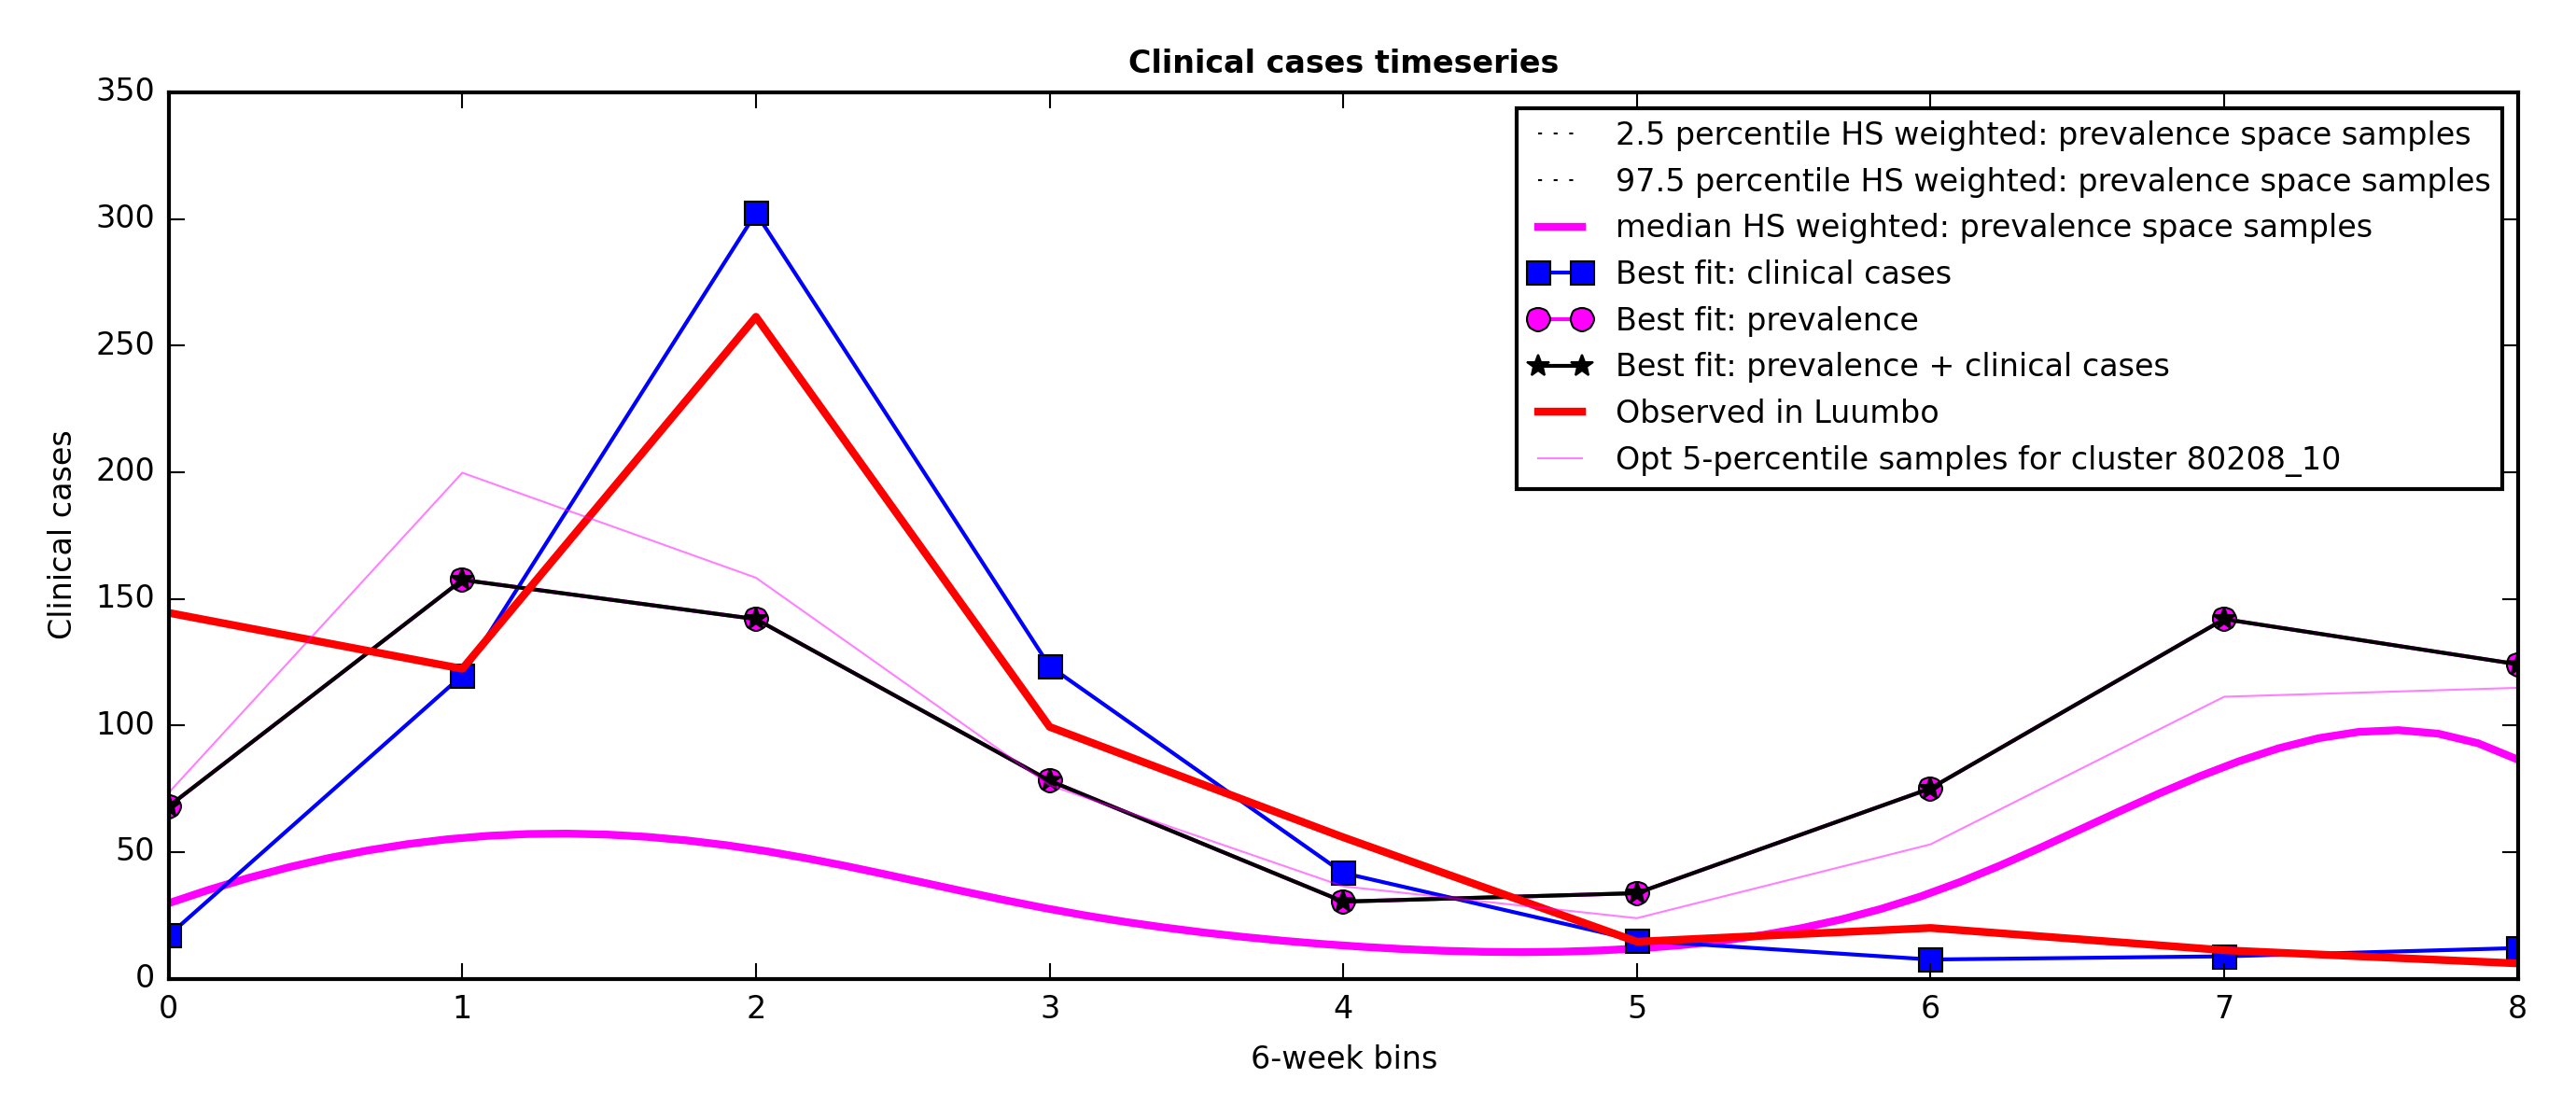 Clinical cases timeseries
350
300
250
200
150
100
50
0
Clinical cases
2.5 percentile HS weighted: prevalence space samples
97.5 percentile HS weighted: prevalence space samples
median HS weighted: prevalence space samples
Best fit: clinical cases
Best fit: prevalence
Best fit: prevalence + clinical cases
Observed in Luumbo
Opt 5-percentile samples for cluster 80208_10
0 1 2 3 4 5 6 7 8
6-week bins